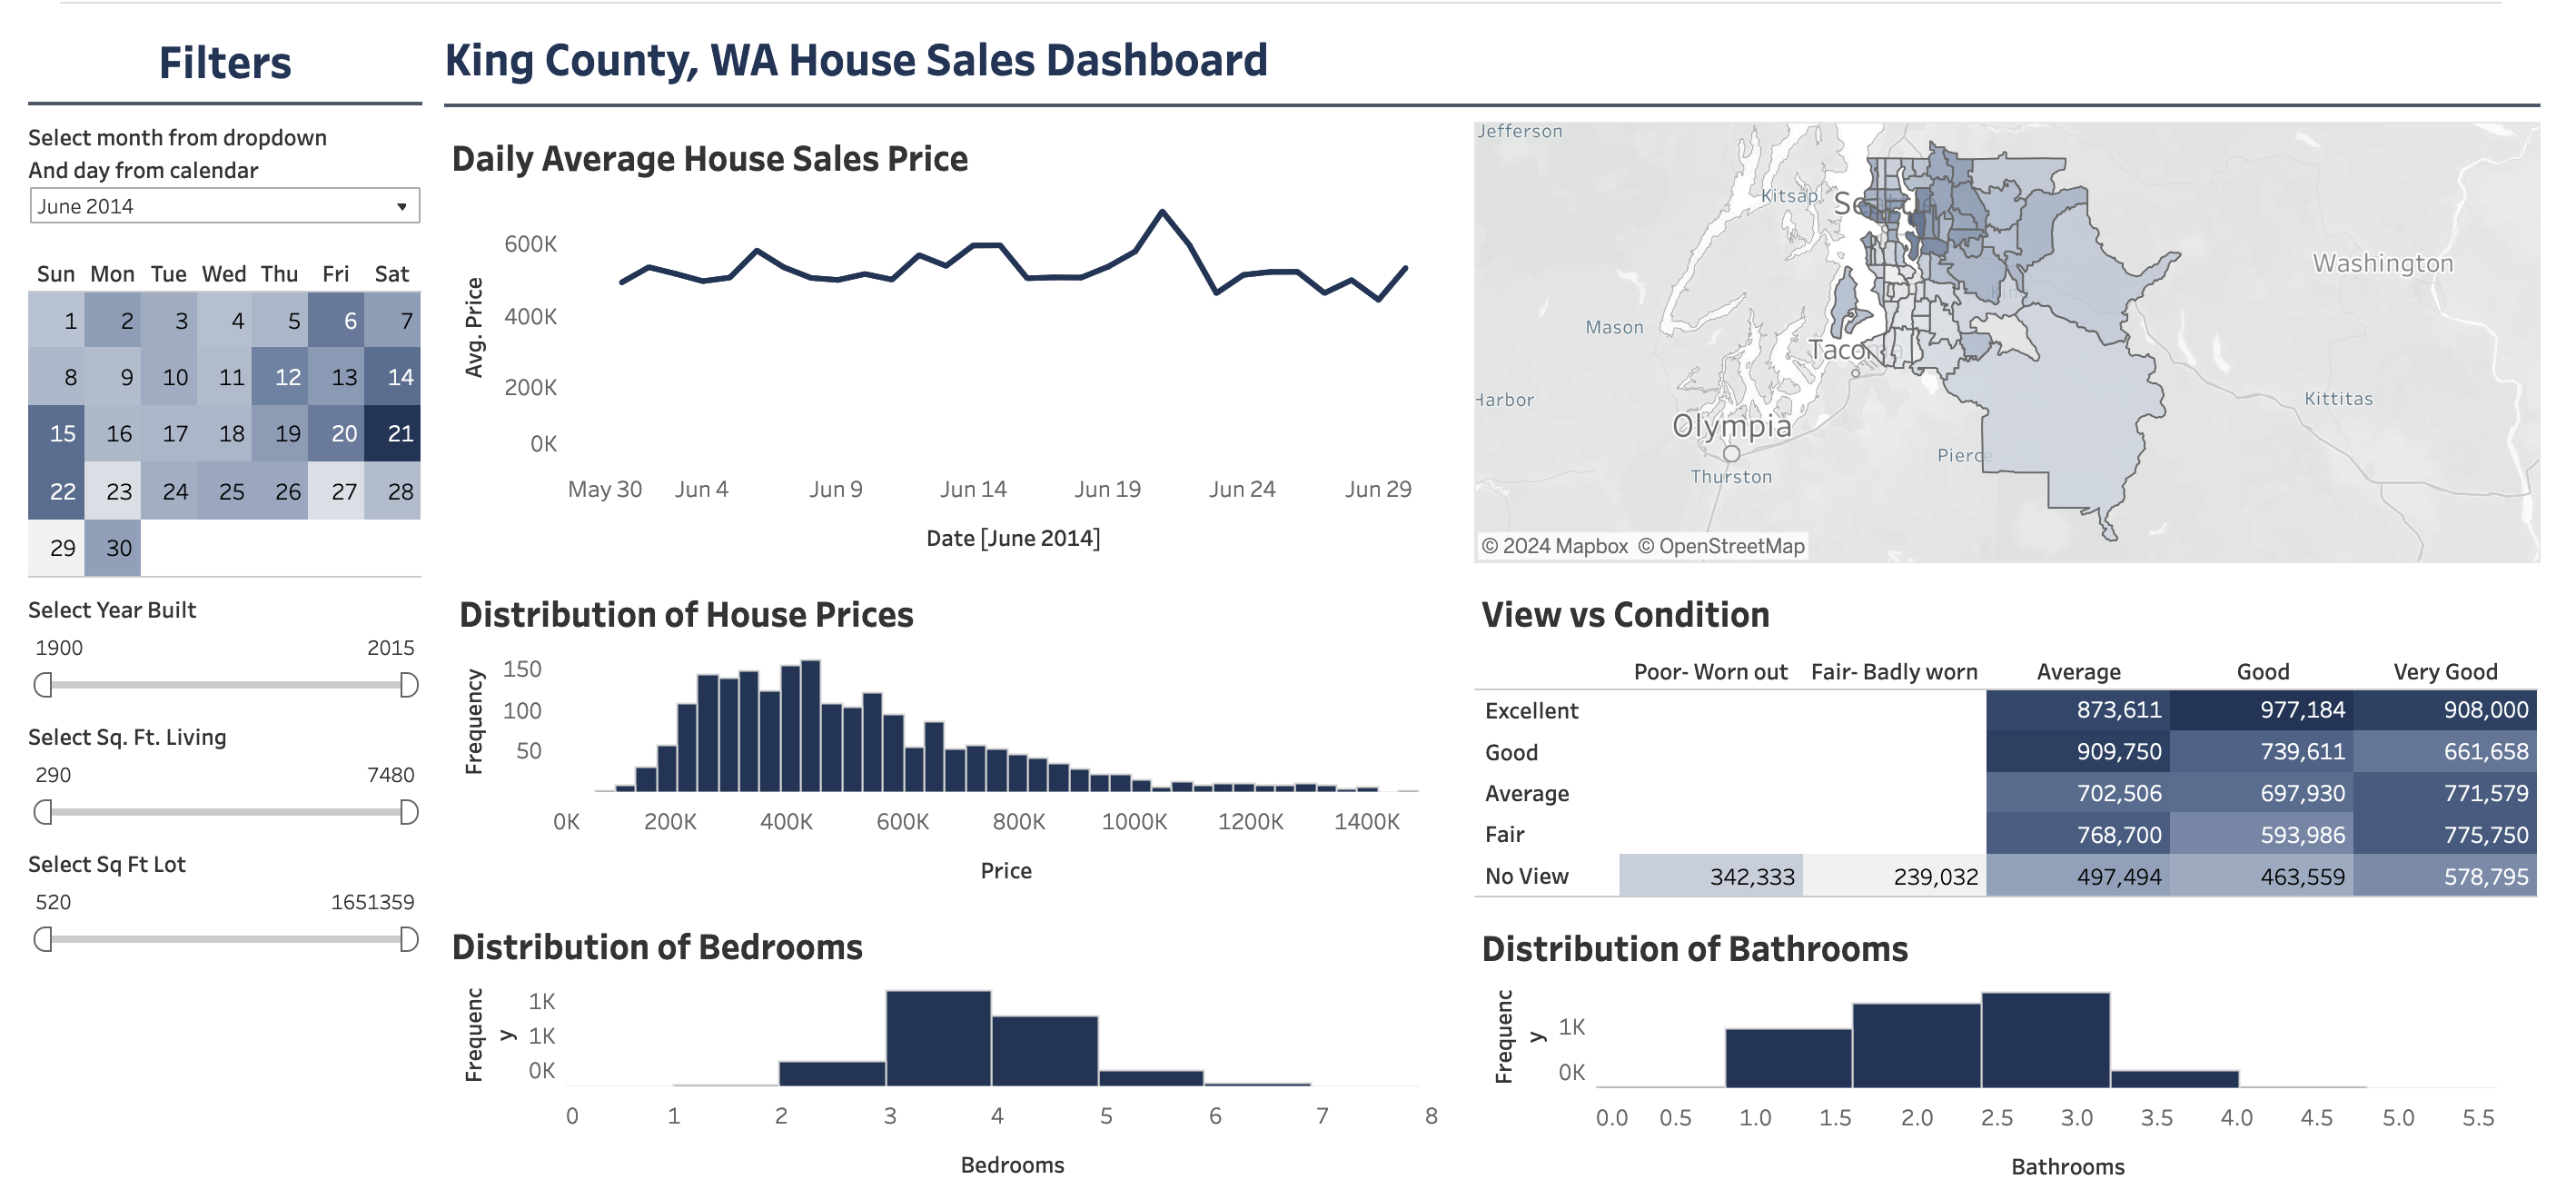 Filters
King County, WA House Sales Dashboard
Select month from dropdown
And day from calendar
June 2014
Sun Mon Tue Wed Thu Fri Sat
1 2 3 4 5 6 7
8 9 10 11 12 13 14
15 16 17 18 19 20 21
22 23 24 25 26 27 28
29 30
Select Year Built
1900 2015
Select Sq. Ft. Living
290 7480
Select Sq Ft Lot
520 1651359
Daily Average House Sales Price
Avg. Price
600K
400K
200K
0K
May 30 Jun 4 Jun 9 Jun 14 Jun 19 Jun 24 Jun 29
Date [June 2014]
Jefferson
Kitsap
Washington
King
Mason
Tacoma
Harbor
Kittitas
Olympia
Pierce
Thurston
© 2024 Mapbox © OpenStreetMap
Distribution of House Prices
Frequency
150
100
50
0K 200K 400K 600K 800K 1000K 1200K 1400K
Price
View vs Condition
Poor- Worn out Fair- Badly worn Average Good Very Good
Excellent 873,611 977,184 908,000
Good 909,750 739,611 661,658
Average 702,506 697,930 771,579
Fair 768,700 593,986 775,750
No View 342,333 239,032 497,494 463,559 578,795
Distribution of Bedrooms
Frequenc
y
1K
1K
0K
0 1 2 3 4 5 6 7 8
Bedrooms
Distribution of Bathrooms
Frequenc
y
1K
0K
0.0 0.5 1.0 1.5 2.0 2.5 3.0 3.5 4.0 4.5 5.0 5.5
Bathrooms